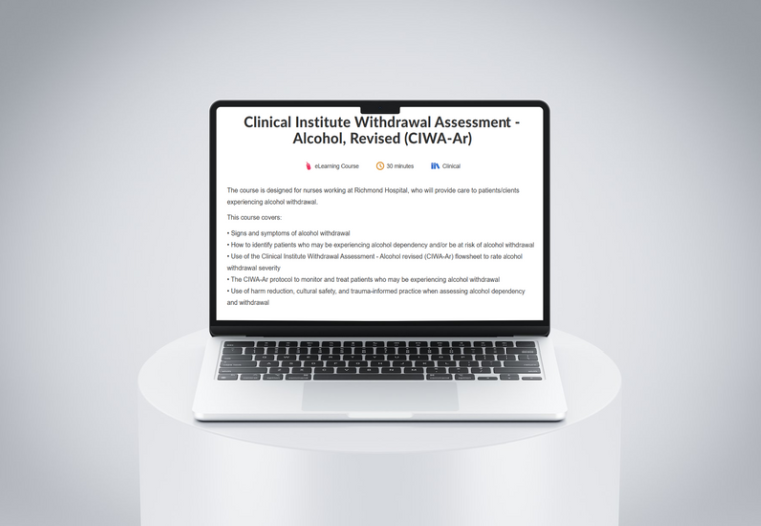 Clinical Institute Withdrawal Assessment -
Alcohol, Revised (CIWA-Ar)
eLearning Course 30 minutes Clinical
The course is designed for nurses working at Richmond Hospital, who will provide care to patients/clients
experiencing alcohol withdrawal.
This course covers:
• Signs and symptoms of alcohol withdrawal
• How to identify patients who may be experiencing alcohol dependency and/or be at risk of alcohol withdrawal
• Use of the Clinical Institute Withdrawal Assessment - Alcohol revised (CIWA-Ar) flowsheet to rate alcohol
withdrawal severity
• The CIWA-Ar protocol to monitor and treat patients who may be experiencing alcohol withdrawal
• Use of harm reduction, cultural safety, and trauma-informed practice when assessing alcohol dependency
and withdrawal